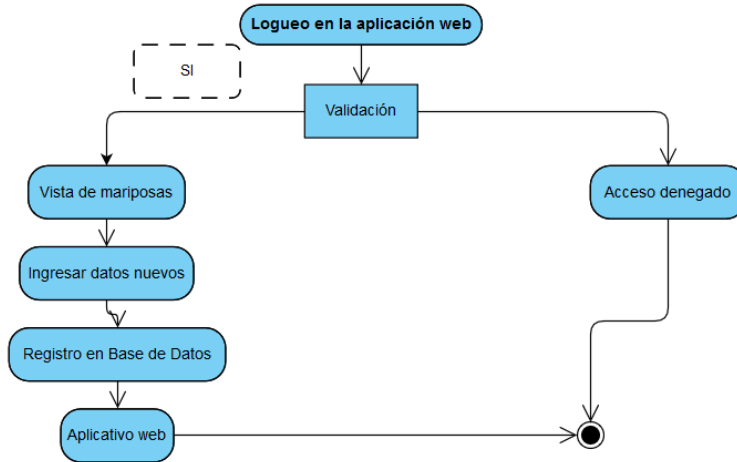 Logueo en la aplicación web
SI
Validación
Vista de mariposas
Acceso denegado
Ingresar datos nuevos
Registro en Base de Datos
Aplicativo web